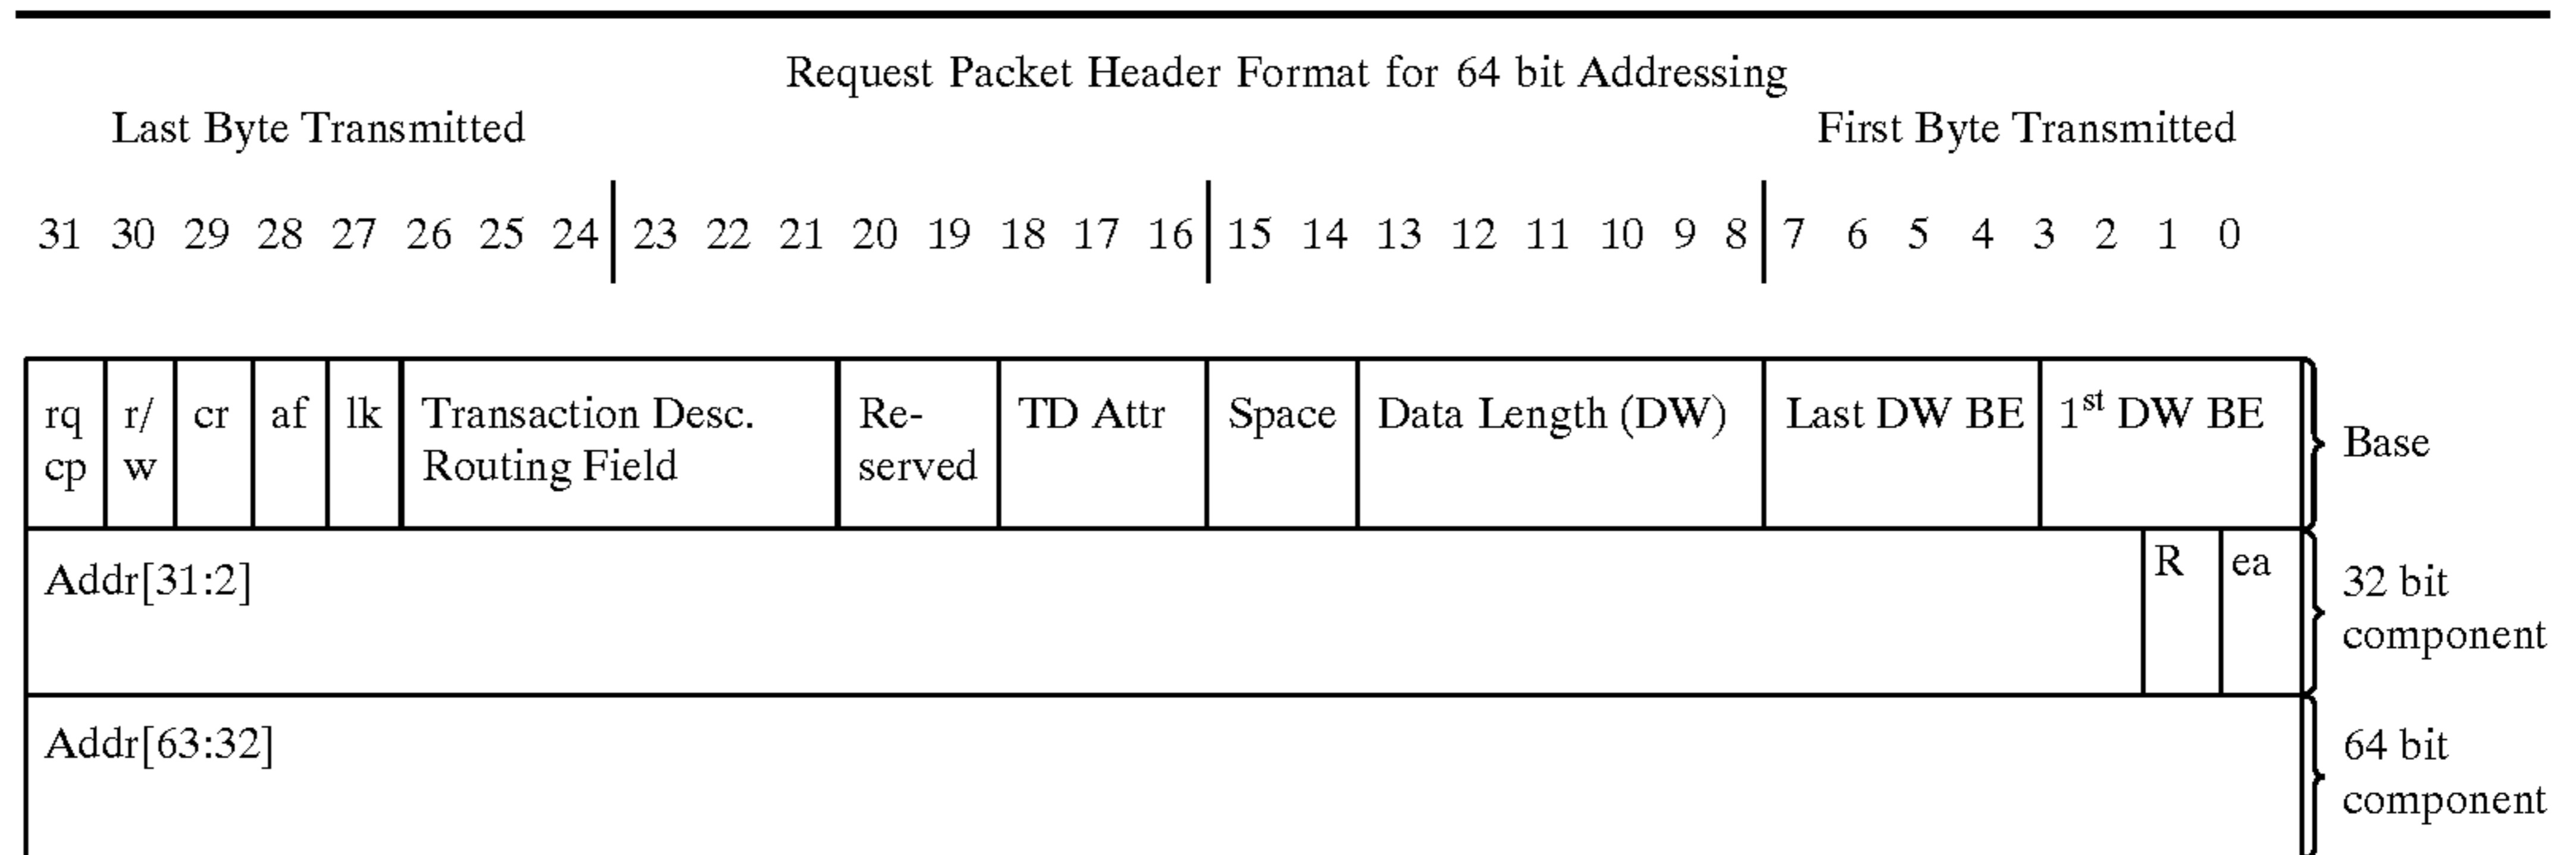 Request Packet Header Format for 64 bit Addressing
Last Byte Transmitted First Byte Transmitted
31 30 29 28 27 26 25 24 23 22 21 20 19 18 17 16 15 14 13 12 11 10 9 8 7 6 5 4 3 2 1 0
rq r/ cr af lk Transaction Desc. Re- TD Attr Space Data Length (DW) Last DW BE 1st DW BE Base
cp w Routing Field served
Addr[31:2] R ea 32 bit
component
Addr[63:32] 64 bit
component